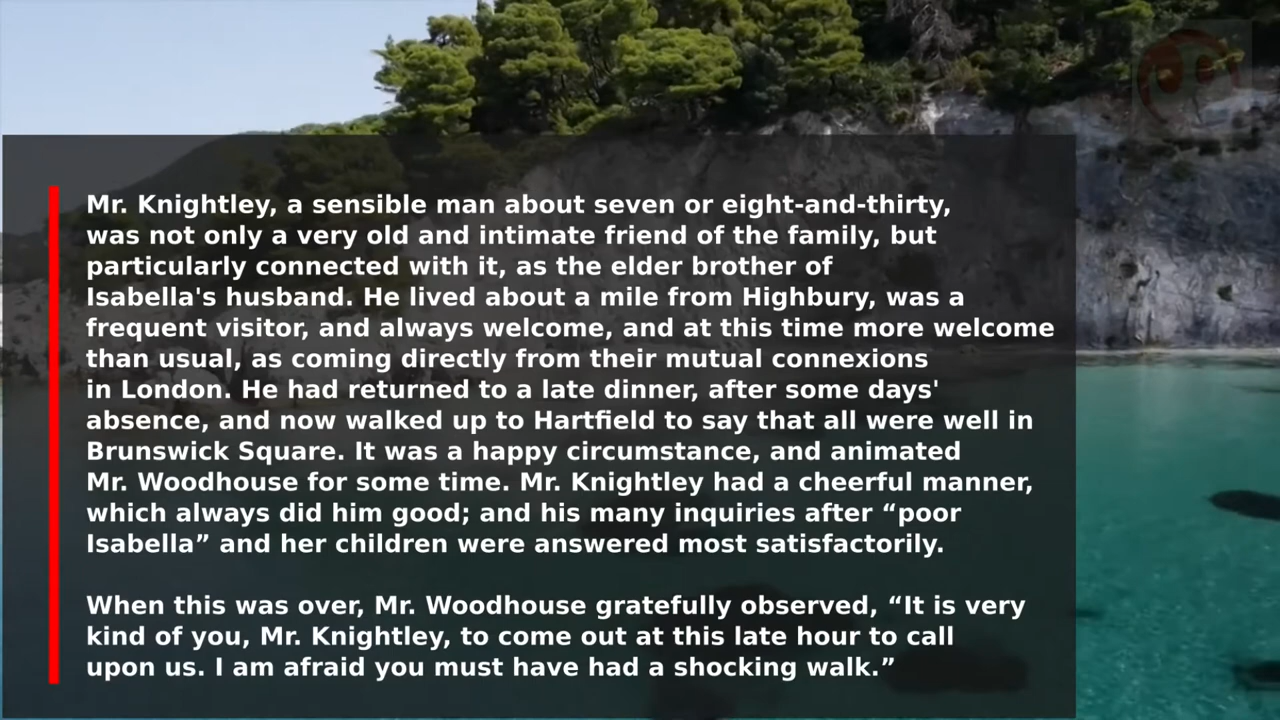 Mr. Knightley, a sensible man about seven or eight-and-thirty,
was not only a very old and intimate friend of the family, but
particularly connected with it, as the elder brother of
Isabella's husband. He lived about a mile from Highbury, was a
frequent visitor, and always welcome, and at this time more welcome
than usual, as coming directly from their mutual connexions
in London. He had returned to a late dinner, after some days'
absence, and now walked up to Hartfield to say that all were well in
Brunswick Square. It was a happy circumstance, and animated
Mr. Woodhouse for some time. Mr. Knightley had a cheerful manner,
which always did him good; and his many inquiries after “poor
Isabella” and her children were answered most satisfactorily.

When this was over, Mr. Woodhouse gratefully observed, “It is very
kind of you, Mr. Knightley, to come out at this late hour to call
upon us. I am afraid you must have had a shocking walk.”